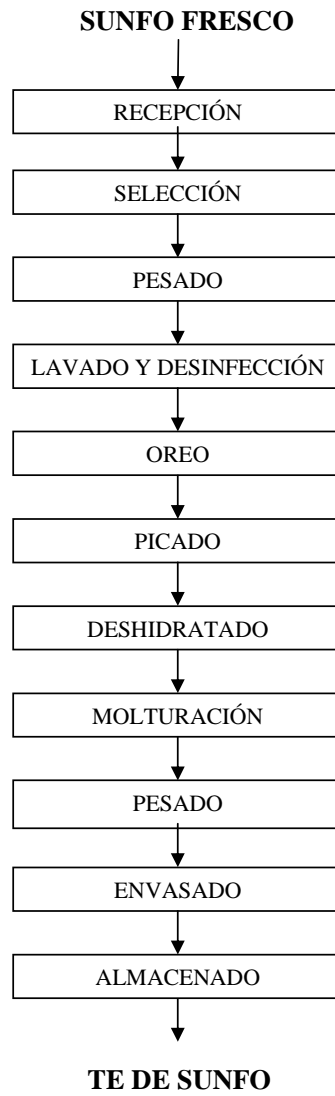 SUNFO FRESCO
RECEPCIÓN
SELECCIÓN
PESADO
LAVADO Y DESINFECCIÓN
OREO
PICADO
DESHIDRATADO
MOLTURACIÓN
PESADO
ENVASADO
ALMACENADO
TE DE SUNFO